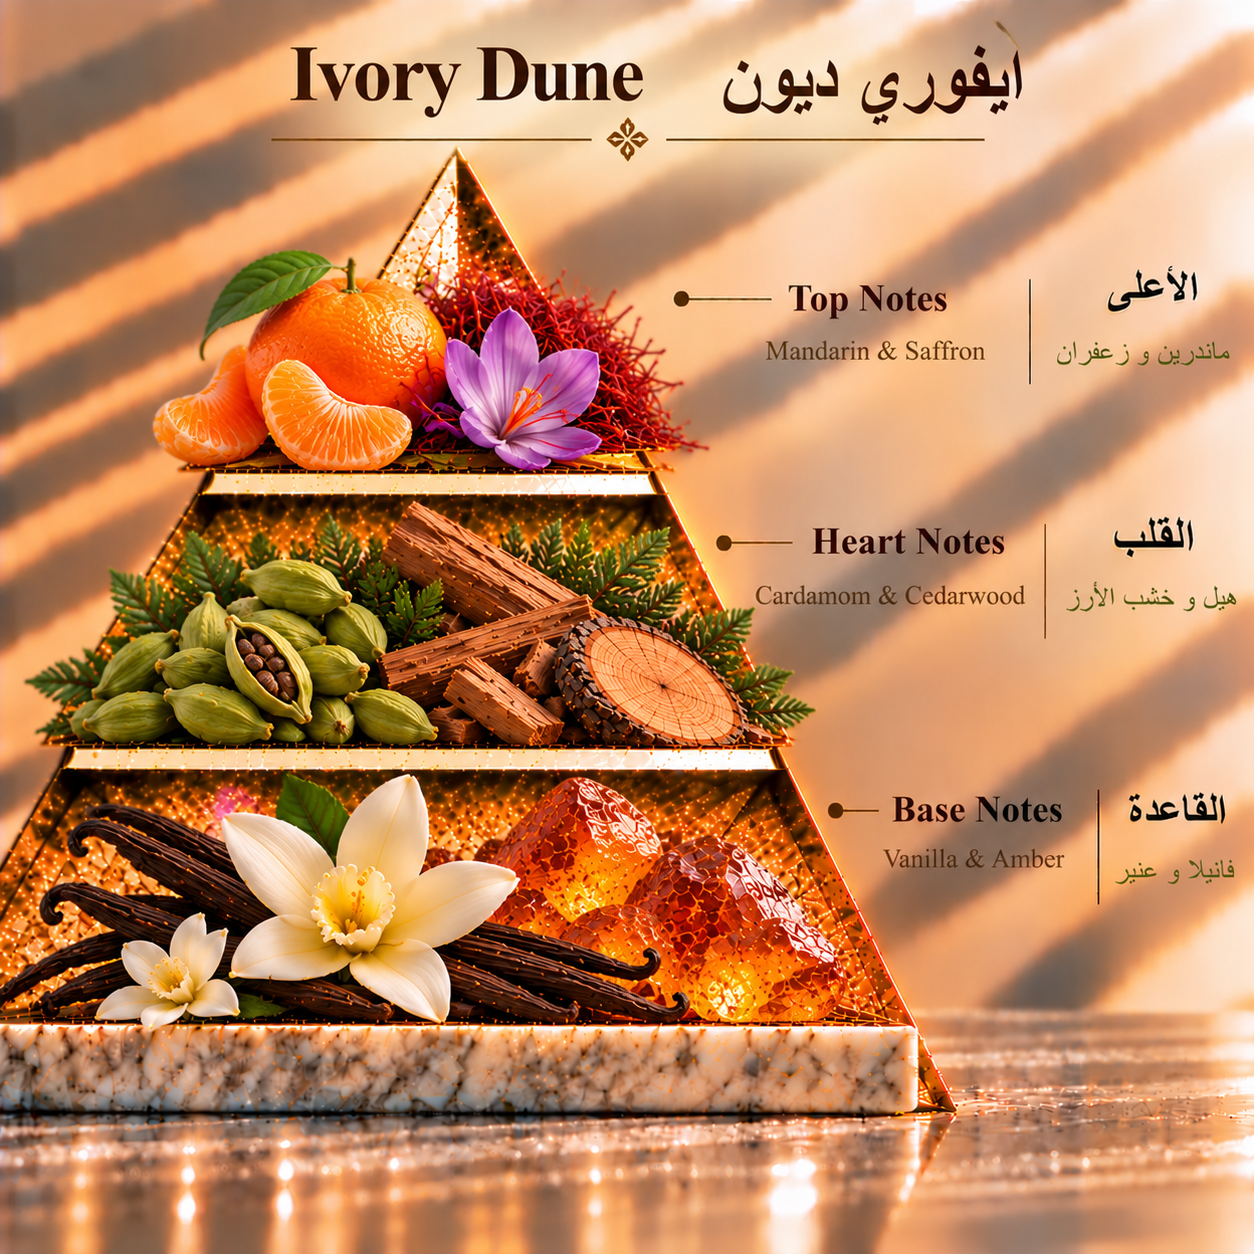 Ivory Dune
أيفوري ديون
Top Notes
الأعلى
Mandarin & Saffron
ماندرين و زعفران
Heart Notes
القلب
Cardamom & Cedarwood
هيل و خشب الأرز
Base Notes
القاعدة
Vanilla & Amber
فانيلا و عنبر